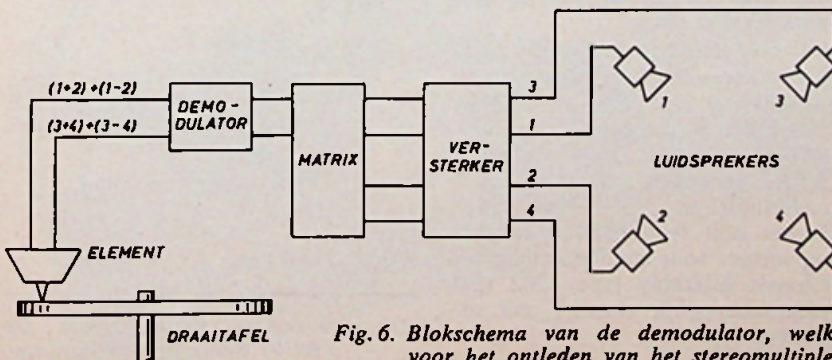 (1+2)+(1-2)
(3+4)+(3-4)
DEMO-
DULATOR
MATRIX
VER-
STERKER
3
1
2
4
1
3
2
4
LUIDSPREKERS
ELEMENT
DRAAITAFEL
Fig. 6. Blokschema van de demodulator, welk
voor het ontleden van het stereomultiple